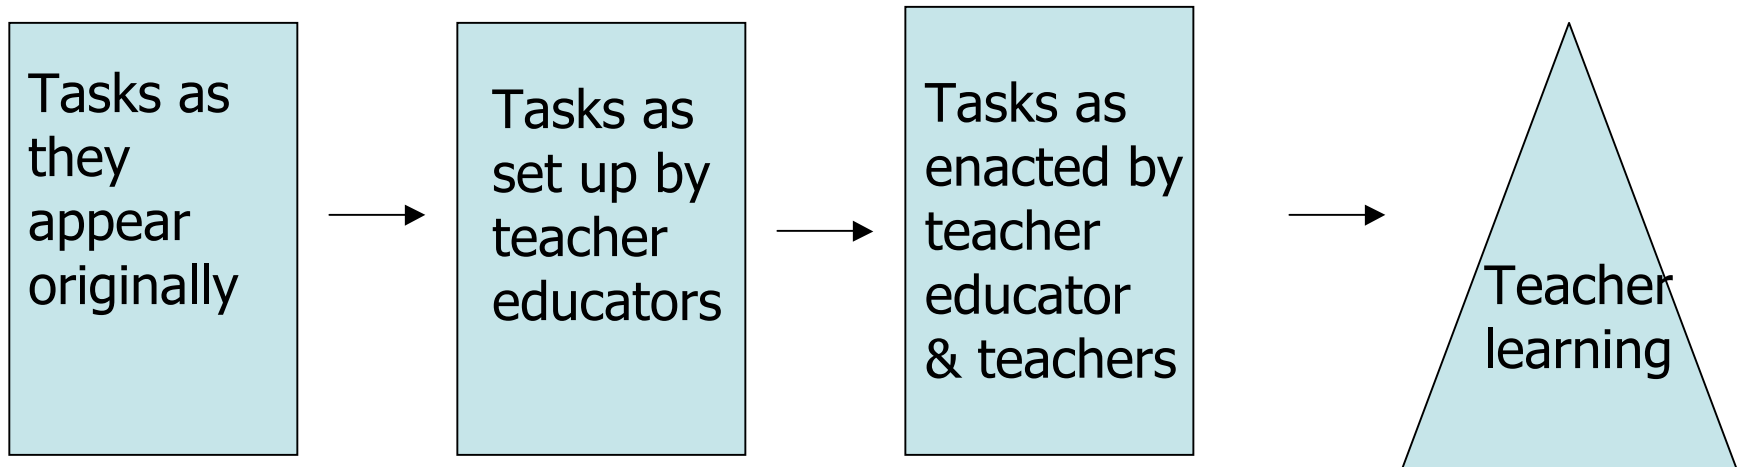 Tasks as
they
appear
originally
Tasks as
set up by
teacher
educators
Tasks as
enacted by
teacher
educator
& teachers
Teacher
learning